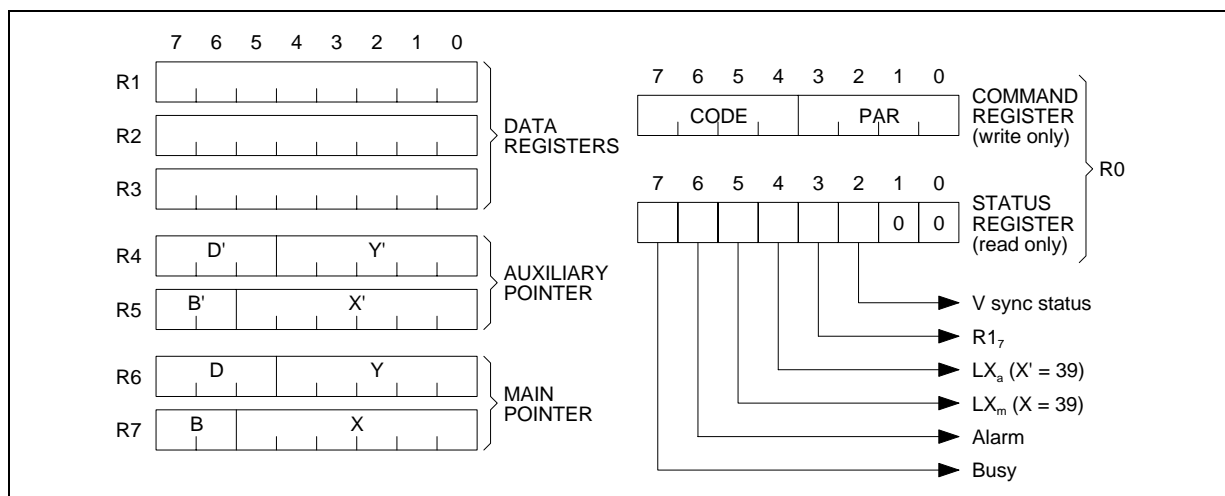 7 6 5 4 3 2 1 0
R1
R2
R3
DATA
REGISTERS
R4 D' Y'
R5 B' X'
AUXILIARY
POINTER
R6 D Y
R7 B X
MAIN
POINTER
7 6 5 4 3 2 1 0
CODE PAR
COMMAND
REGISTER
(write only)
R0
7 6 5 4 3 2 1 0
0 0
STATUS
REGISTER
(read only)
V sync status
R1₇
LXₐ (X' = 39)
LXₘ (X = 39)
Alarm
Busy